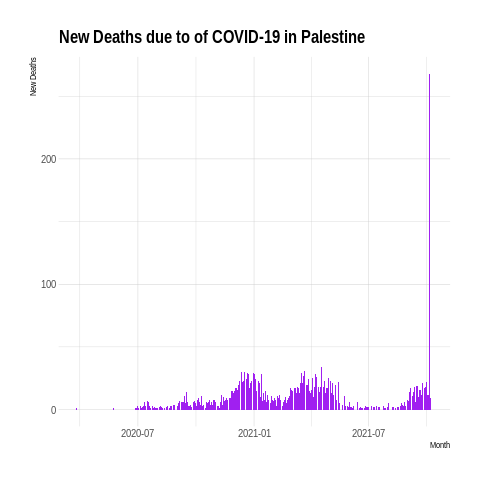 New Deaths due to of COVID-19 in Palestine
New Deaths
200
100
0
2020-07
2021-01
2021-07
Month